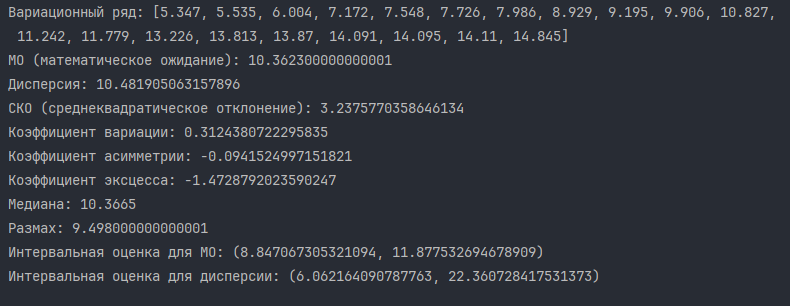 Вариационный ряд: [5.347, 5.535, 6.004, 7.172, 7.548, 7.726, 7.986, 8.929, 9.195, 9.906, 10.827,
11.242, 11.779, 13.226, 13.813, 13.87, 14.091, 14.095, 14.11, 14.845]
МО (математическое ожидание): 10.362300000000001
Дисперсия: 10.481905063157896
СКО (среднеквадратическое отклонение): 3.2375770358646134
Коэффициент вариации: 0.3124380722295835
Коэффициент асимметрии: -0.0941524997151821
Коэффициент эксцесса: -1.4728792023590247
Медиана: 10.3665
Размах: 9.498000000000001
Интервальная оценка для МО: (8.847067305321094, 11.877532694678909)
Интервальная оценка для дисперсии: (6.062164090787763, 22.360728417531373)